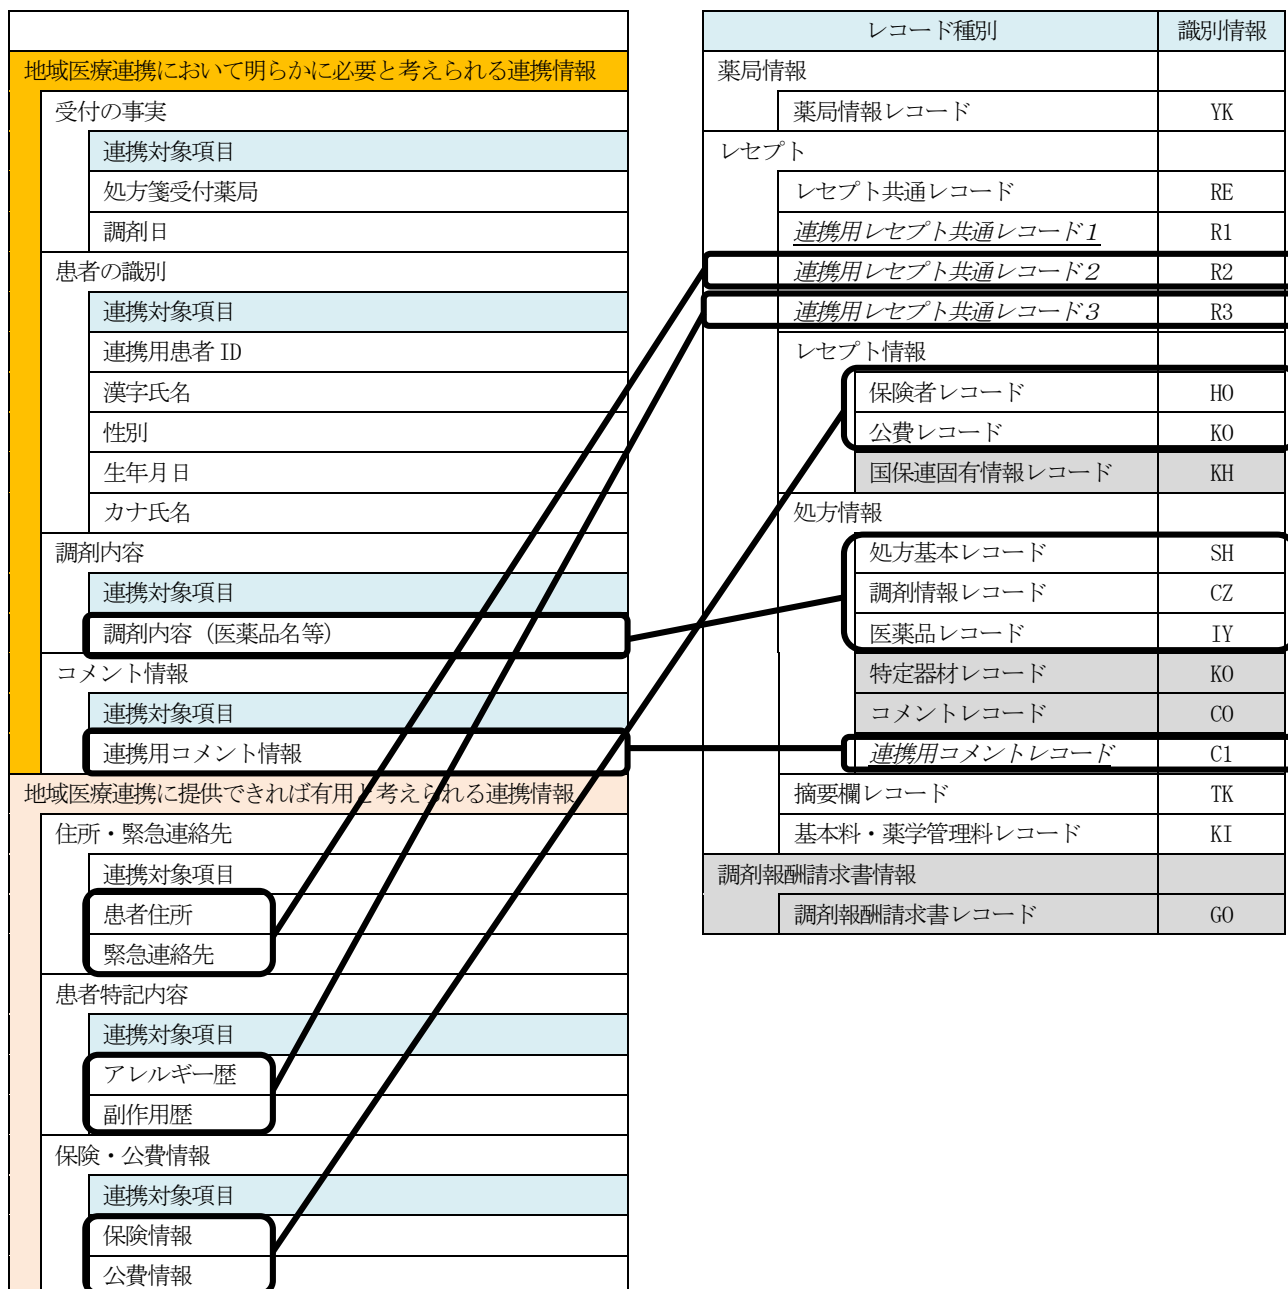 地域医療連携において明らかに必要と考えられる連携情報
受付の事実
連携対象項目
処方箋受付薬局
調剤日
患者の識別
連携対象項目
連携用患者 ID
漢字氏名
性別
生年月日
カナ氏名
調剤内容
連携対象項目
調剤内容（医薬品名等）
コメント情報
連携対象項目
連携用コメント情報
地域医療連携に提供できれば有用と考えられる連携情報
住所・緊急連絡先
連携対象項目
患者住所
緊急連絡先
患者特記内容
連携対象項目
アレルギー歴
副作用歴
保険・公費情報
連携対象項目
保険情報
公費情報
レコード種別 識別情報
薬局情報
薬局情報レコード YK
レセプト
レセプト共通レコード RE
連携用レセプト共通レコード1 R1
連携用レセプト共通レコード2 R2
連携用レセプト共通レコード3 R3
レセプト情報
保険者レコード HO
公費レコード KO
国保連固有情報レコード KH
処方情報
処方基本レコード SH
調剤情報レコード CZ
医薬品レコード IY
特定器材レコード KO
コメントレコード CO
連携用コメントレコード C1
摘要欄レコード TK
基本料・薬学管理料レコード KI
調剤報酬請求書情報
調剤報酬請求書レコード GO